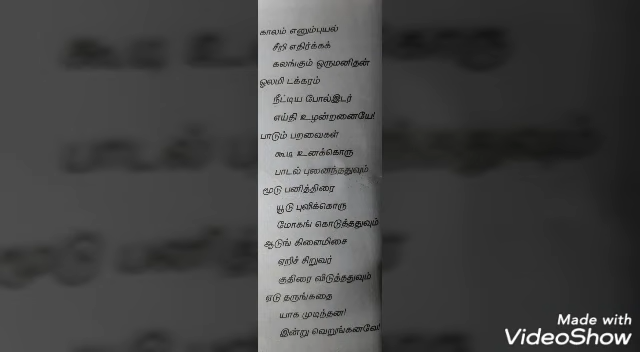 காலம் எனும்புயல்
சீறி எதிர்க்கக்
கலங்கும் ஒருமனிதன்
ஓலமி டக்கரம்
நீட்டிய போல்இடர்
எய்தி உழன்றனையே!
பாடும் பறவைகள்
கூடி உனக்கொரு
பாடல் புனைந்ததுவும்
மூடு பனித்திரை
யூடு புவிக்கொரு
மோகங் கொடுத்ததுவும்
ஆடுங் கிளைமிசை
ஏறிச் சிறுவர்
குதிரை விடுத்ததுவும்
ஏடு தருங்கதை
யாக முடிந்தன!
இன்று வெறுங்கனவே!
Made with
VideoShow